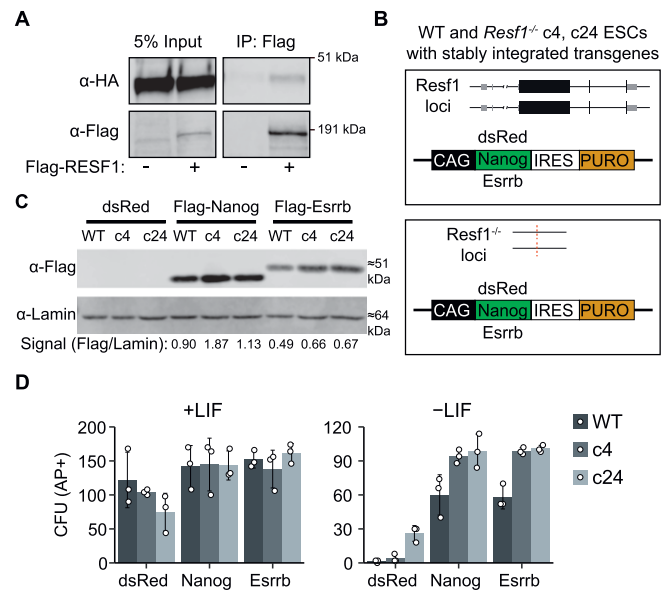 A
5% Input
IP: Flag
51 kDa
α-HA
α-Flag
191 kDa
Flag-RESF1:
-
+
-
+
B
WT and Resf1-/- c4, c24 ESCs
with stably integrated transgenes
Resf1
loci
dsRed
CAG Nanog IRES PURO
Esrrb
Resf1-/-
loci
dsRed
CAG Nanog IRES PURO
Esrrb
C
dsRed Flag-Nanog Flag-Esrrb
WT c4 c24 WT c4 c24 WT c4 c24
α-Flag
≈51
kDa
α-Lamin
≈64
kDa
Signal (Flag/Lamin): 0.90 1.87 1.13 0.49 0.66 0.67
D
+LIF
CFU (AP+)
200
150
100
50
0
dsRed Nanog Esrrb
−LIF
120
90
60
30
0
dsRed Nanog Esrrb
WT
c4
c24